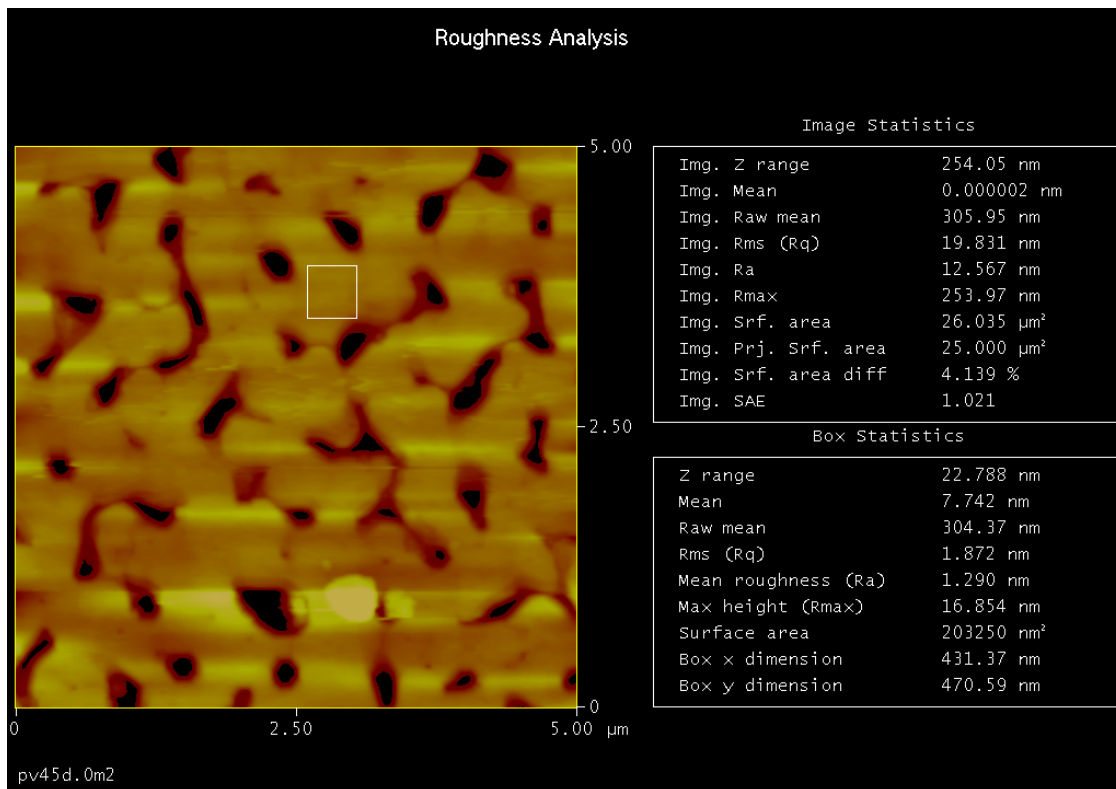 Roughness Analysis
Image Statistics
Img. Z range 254.05 nm
Img. Mean 0.000002 nm
Img. Raw mean 305.95 nm
Img. Rms (Rq) 19.831 nm
Img. Ra 12.567 nm
Img. Rmax 253.97 nm
Img. Srf. area 26.035 µm²
Img. Prj. Srf. area 25.000 µm²
Img. Srf. area diff 4.139 %
Img. SAE 1.021
Box Statistics
Z range 22.788 nm
Mean 7.742 nm
Raw mean 304.37 nm
Rms (Rq) 1.872 nm
Mean roughness (Ra) 1.290 nm
Max height (Rmax) 16.854 nm
Surface area 203250 nm²
Box x dimension 431.37 nm
Box y dimension 470.59 nm
5.00
2.50
0
0 2.50 5.00 µm
pv45d.0m2